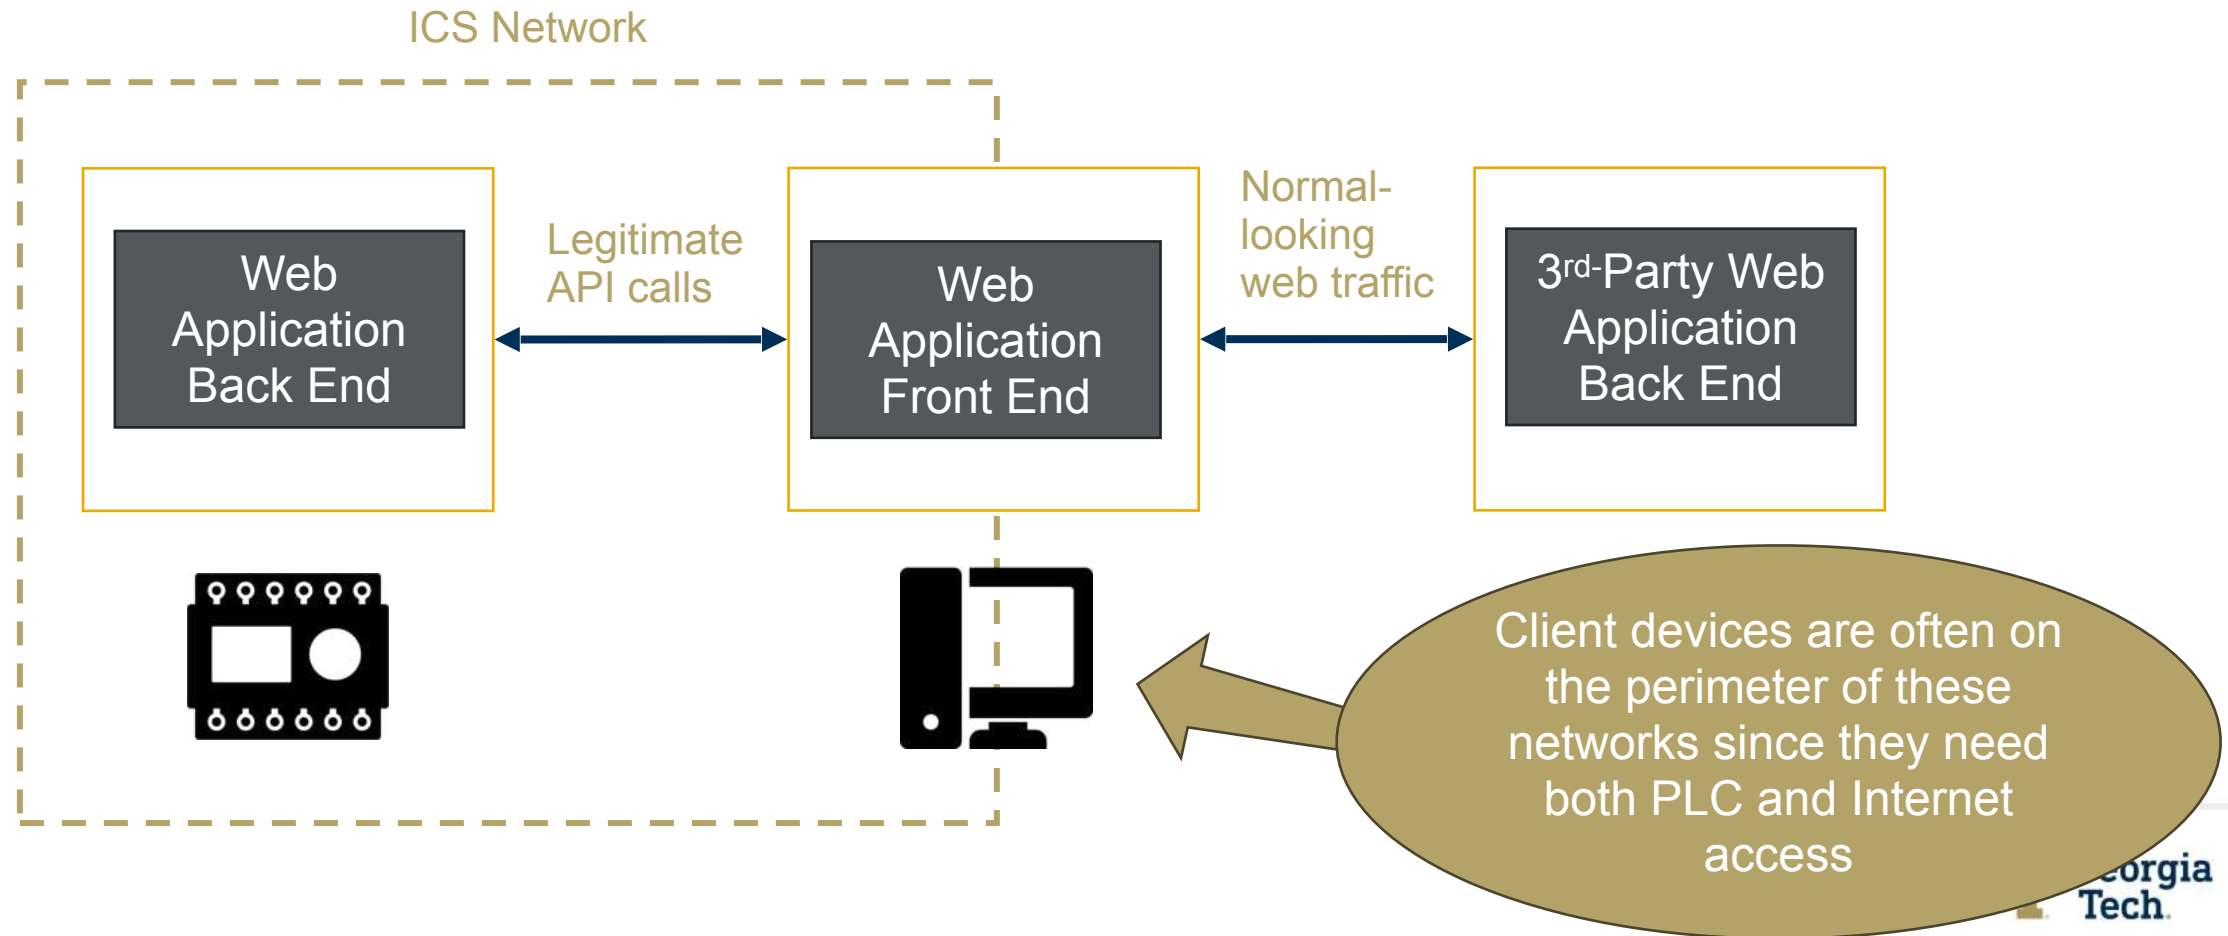 ICS Network
Web
Application
Back End
Legitimate
API calls
Web
Application
Front End
Normal-
looking
web traffic
3rd-Party Web
Application
Back End
Client devices are often on
the perimeter of these
networks since they need
both PLC and Internet
access
Tech.